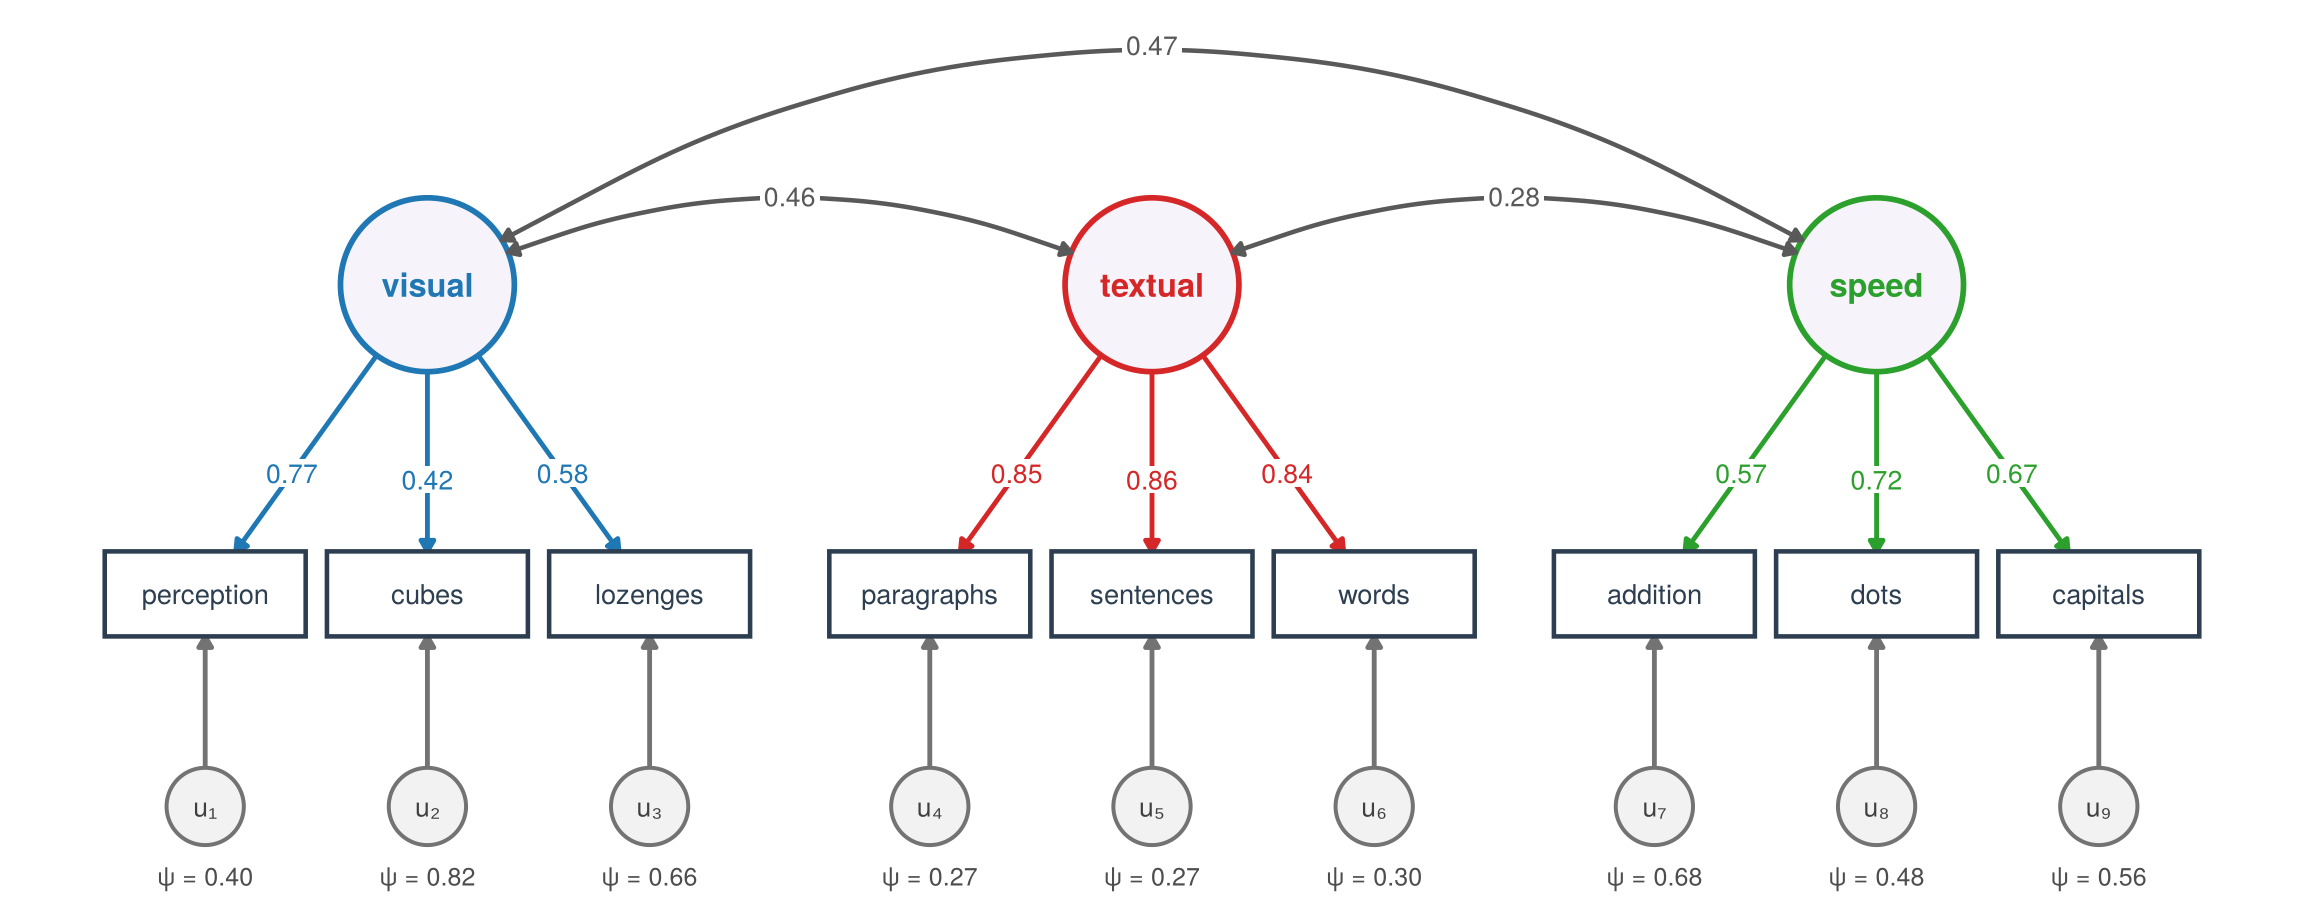 0.47
0.46
0.28
visual
textual
speed
0.77
0.42
0.58
0.85
0.86
0.84
0.57
0.72
0.67
perception
cubes
lozenges
paragraphs
sentences
words
addition
dots
capitals
u₁
u₂
u₃
u₄
u₅
u₆
u₇
u₈
u₉
ψ = 0.40
ψ = 0.82
ψ = 0.66
ψ = 0.27
ψ = 0.27
ψ = 0.30
ψ = 0.68
ψ = 0.48
ψ = 0.56